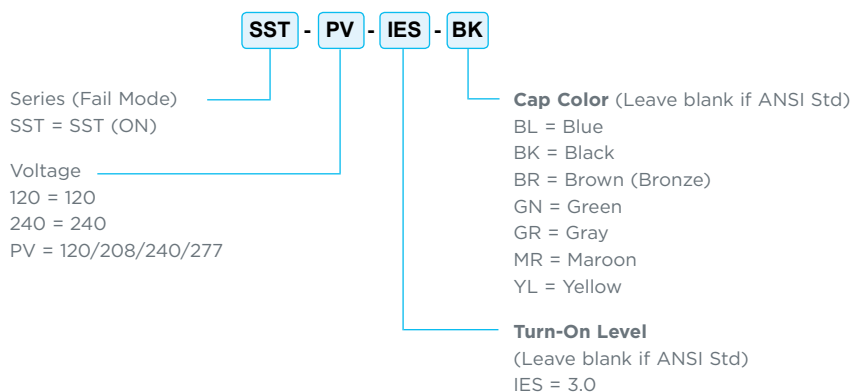 SST - PV - IES - BK
Series (Fail Mode)
SST = SST (ON)
Voltage
120 = 120
240 = 240
PV = 120/208/240/277
Cap Color (Leave blank if ANSI Std)
BL = Blue
BK = Black
BR = Brown (Bronze)
GN = Green
GR = Gray
MR = Maroon
YL = Yellow
Turn-On Level
(Leave blank if ANSI Std)
IES = 3.0